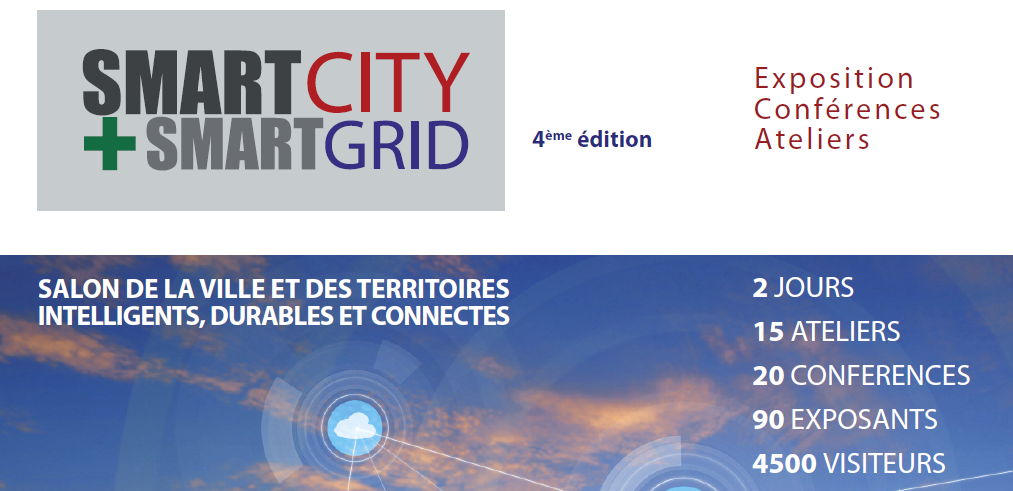 SMARTCITY
+SMARTGRID
4ème édition
Exposition
Conférences
Ateliers
SALON DE LA VILLE ET DES TERRITOIRES
INTELLIGENTS, DURABLES ET CONNECTES
2 JOURS
15 ATELIERS
20 CONFERENCES
90 EXPOSANTS
4500 VISITEURS